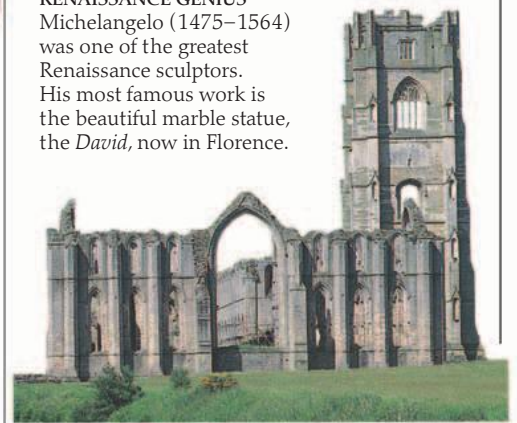 RENAISSANCE GENIUS
Michelangelo (1475–1564)
was one of the greatest
Renaissance sculptors.
His most famous work is
the beautiful marble statue,
the David, now in Florence.